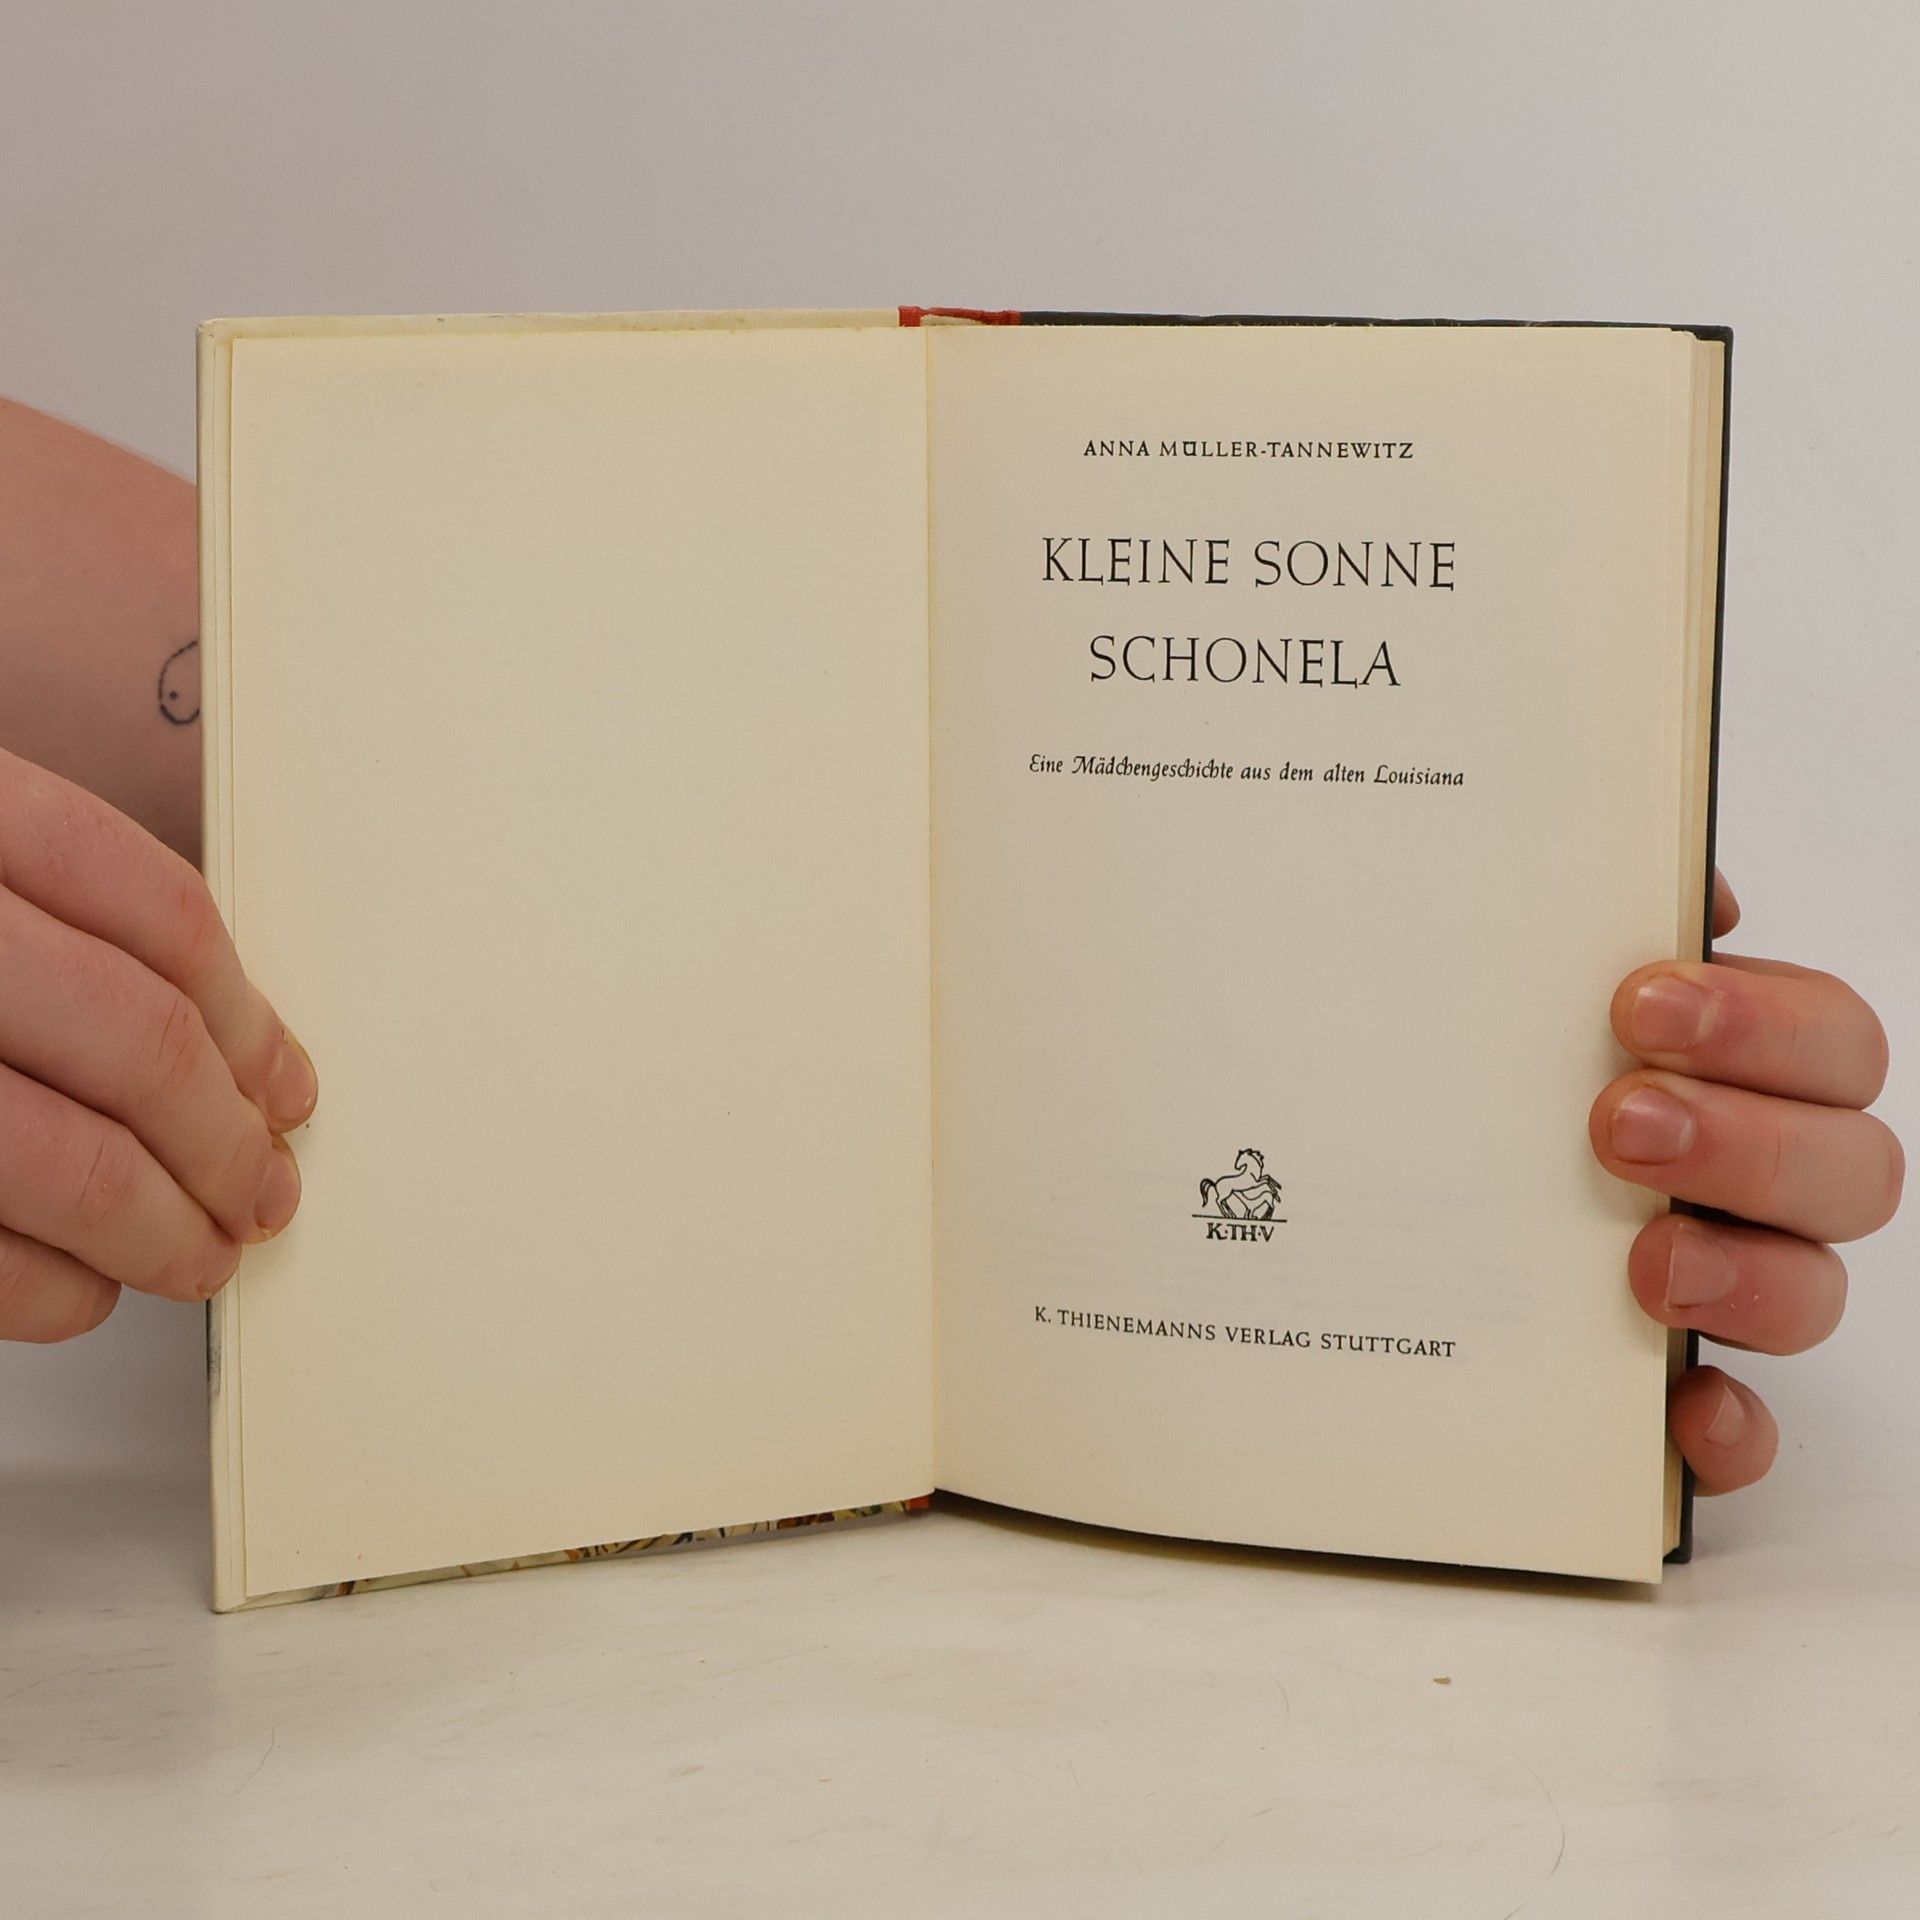 ANNA MÜLLER-TANNEWITZ
KLEINE SONNE
SCHONELA
Eine Mädchengeschichte aus dem alten Louisiana
K·TH·V
K. THIENEMANNS VERLAG STUTTGART